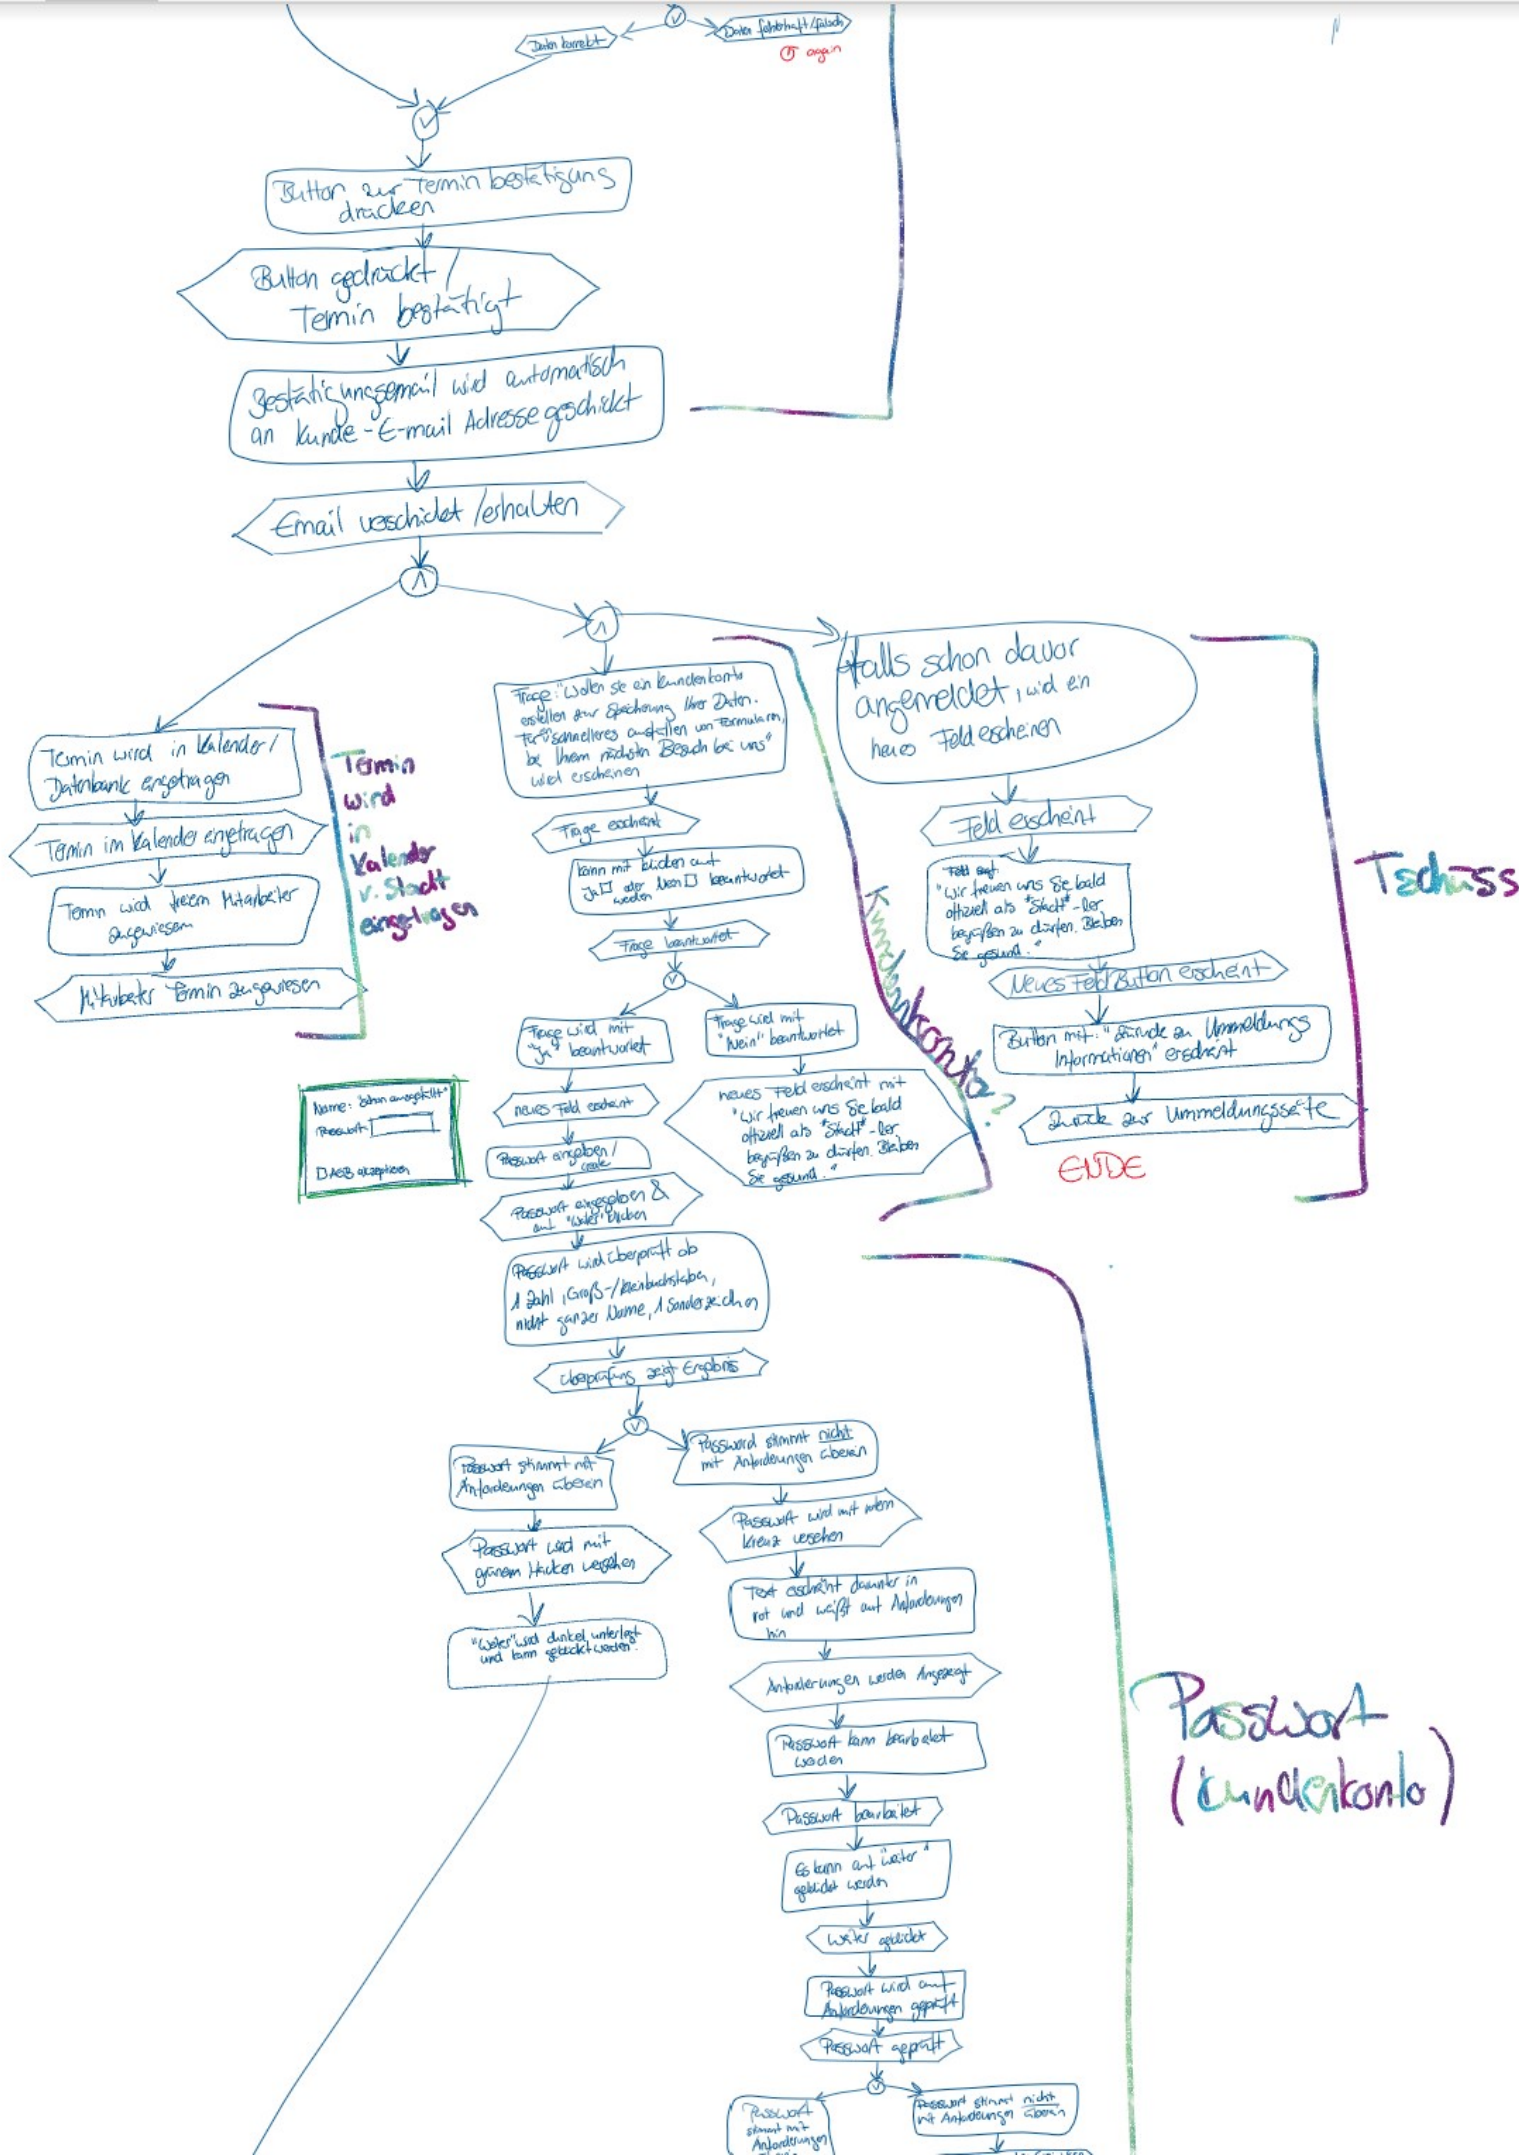 Daten korrekt
Daten fehlerhaft/falsch
again
Button zur Terminbestätigung
drücken
Button gedrückt /
Termin bestätigt
Bestätigungsemail wird automatisch
an Kunde-E-mail Adresse geschickt
Email verschickt /erhalten
Termin wird in Kalender/
Datenbank eingetragen
Termin im Kalender eingetragen
Termin wird freiem Mitarbeiter
zugewiesen
Mitarbeiter Termin zugewiesen
Termin
wird
in
Kalender
v. Stadt
eingetragen
Frage: "Wollen sie ein Kundenkonto
erstellen zur Speicherung Ihrer Daten.
Für schnelleres ausfüllen von Formularen,
bei Ihrem nächsten Besuch bei uns"
wird erscheinen
Frage erscheint
kann mit klicken auf
Ja☐ oder Nein☐ beantwortet
werden
Frage beantwortet
Frage wird mit
"Ja" beantwortet
Frage wird mit
"Nein" beantwortet
neues Feld erscheint
Passwort eingeben/
Passwort eingegeben &
auf "weiter" klicken
neues Feld erscheint mit
"Wir freuen uns Sie bald
offiziell als "Stadt"-ler
begrüßen zu dürfen. Bleiben
Sie gesund."
Kundenkonto?
Name: "Schon ausgefüllt"
Passwort
☐ AGB akzeptieren
falls schon davor
angemeldet, wird ein
neues Feld erscheinen
Feld erscheint
Feld
"Wir freuen uns Sie bald
offiziell als "Stadt"-ler
begrüßen zu dürfen. Bleiben
Sie gesund."
Neues Feld Button erscheint
Button mit: "Zurück zu Ummeldungs
Informationen" erscheint
Zurück zur Ummeldungsseite
ENDE
Tschüss
Passwort wird überprüft ob
1 Zahl, Groß-/Kleinbuchstaben,
nicht ganzer Name, 1 Sonderzeichen
Überprüfung zeigt Ergebnis
Passwort stimmt mit
Anforderungen überein
Passwort wird mit
grünem Hacken versehen
"Weiter" wird dunkel unterlegt
und kann geklickt werden.
Password stimmt nicht
mit Anforderungen überein
Passwort wird mit rotem
Kreuz versehen
Text erscheint darunter in
rot und weißt auf Anforderungen
hin
Anforderungen werden Angezeigt
Passwort kann bearbeitet
werden
Passwort bearbeitet
Es kann auf "weiter"
geklickt werden
Weiter geklickt
Passwort wird auf
Anforderungen geprüft
Passwort geprüft
Passwort
stimmt mit
Anforderungen
Passwort stimmt nicht
mit Anforderungen überein
Passwort
(Kundenkonto)